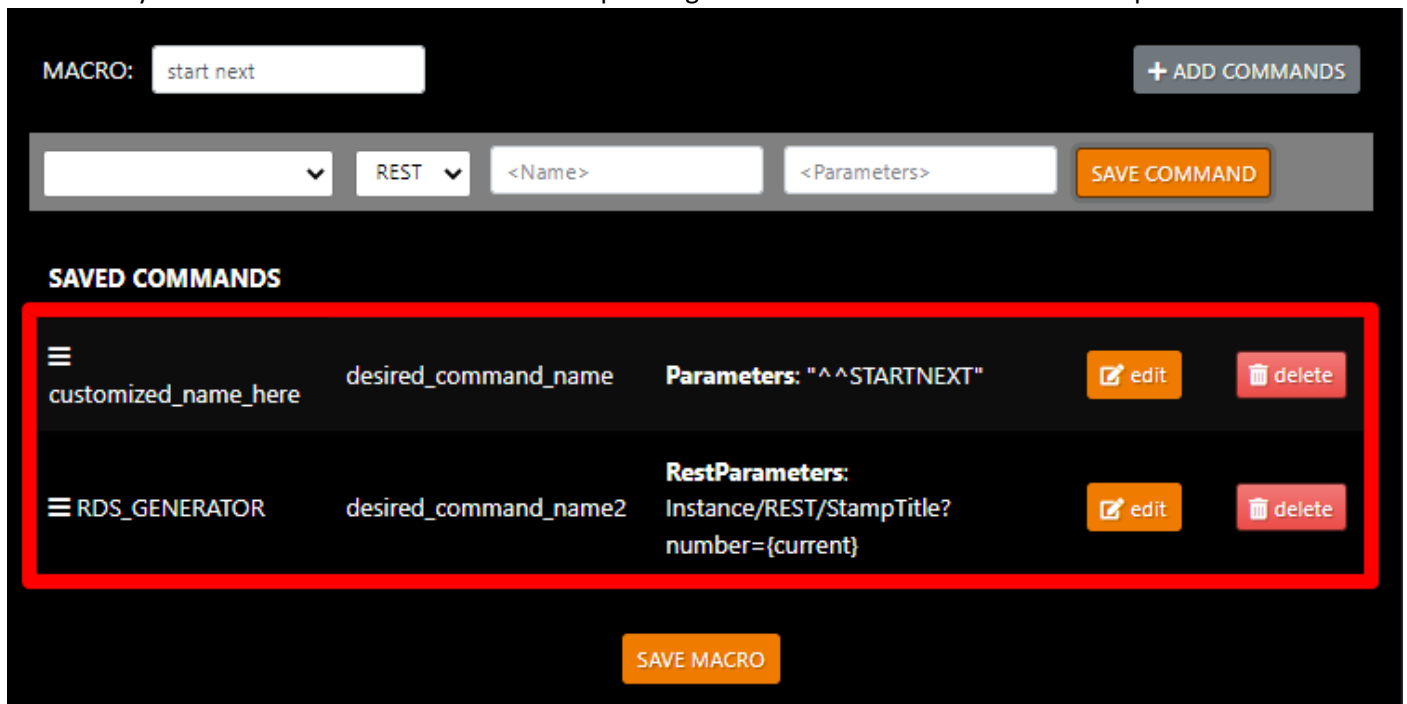 MACRO: start next + ADD COMMANDS
REST <Name> <Parameters> SAVE COMMAND
SAVED COMMANDS
customized_name_here desired_command_name Parameters: "^^STARTNEXT" edit delete
RDS_GENERATOR desired_command_name2 RestParameters:
Instance/REST/StampTitle?
number={current} edit delete
SAVE MACRO